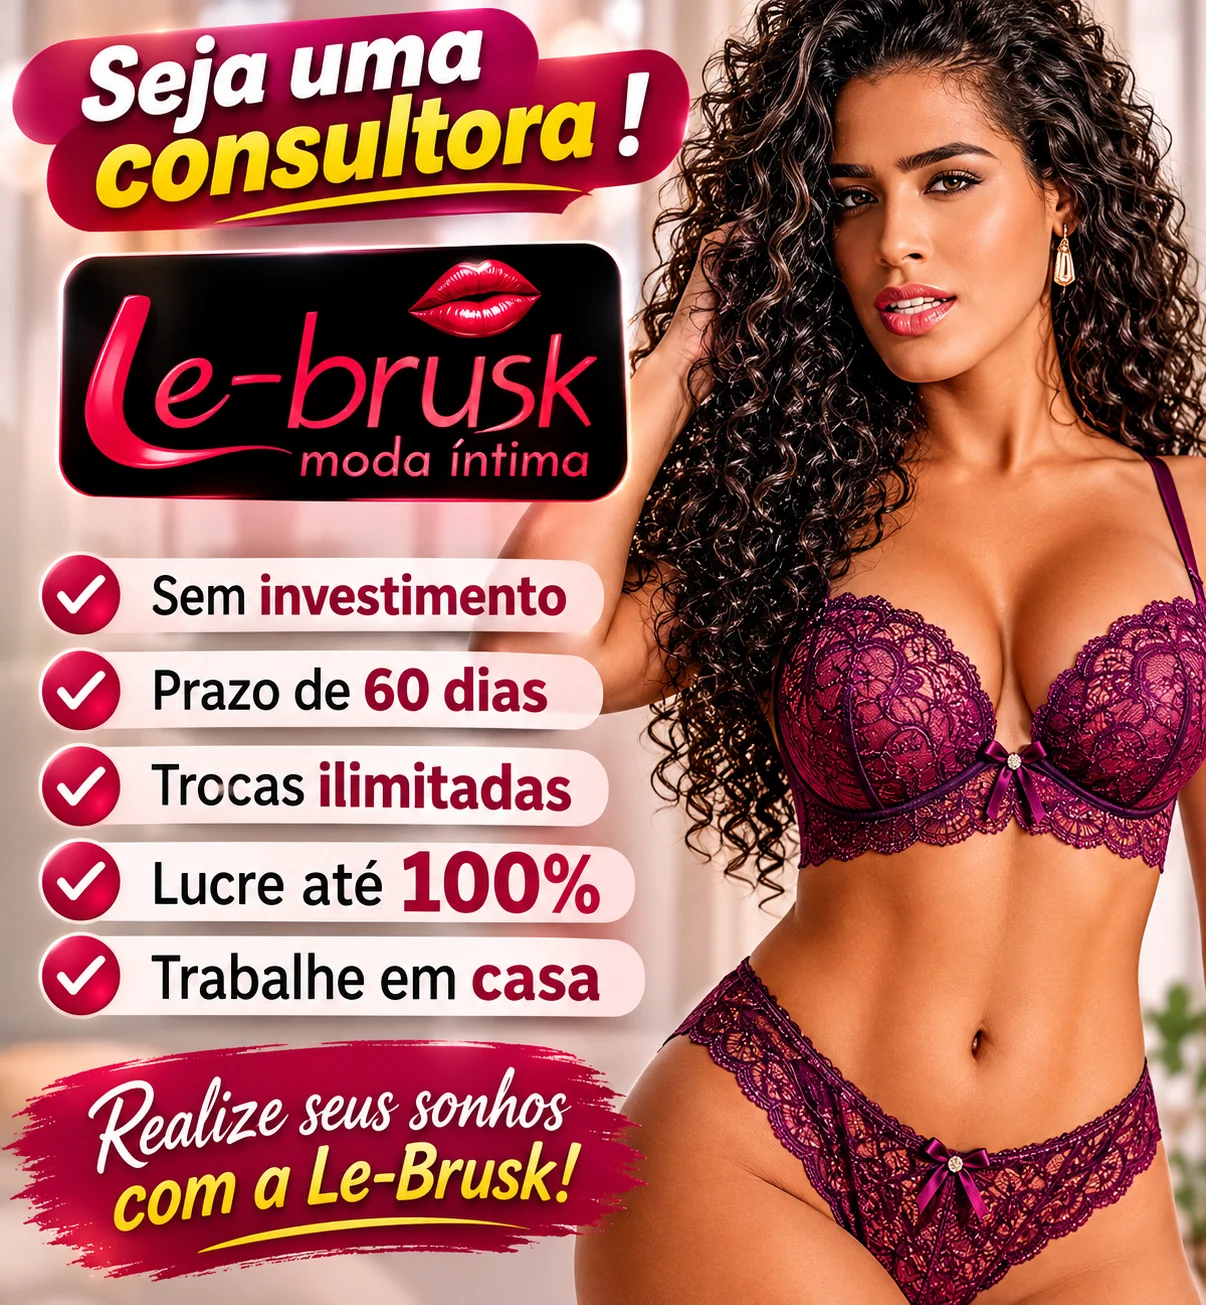 Seja uma
consultora!
Le-brusk
moda íntima
Sem investimento
Prazo de 60 dias
Trocas ilimitadas
Lucre até 100%
Trabalhe em casa
Realize seus sonhos
com a Le-Brusk!